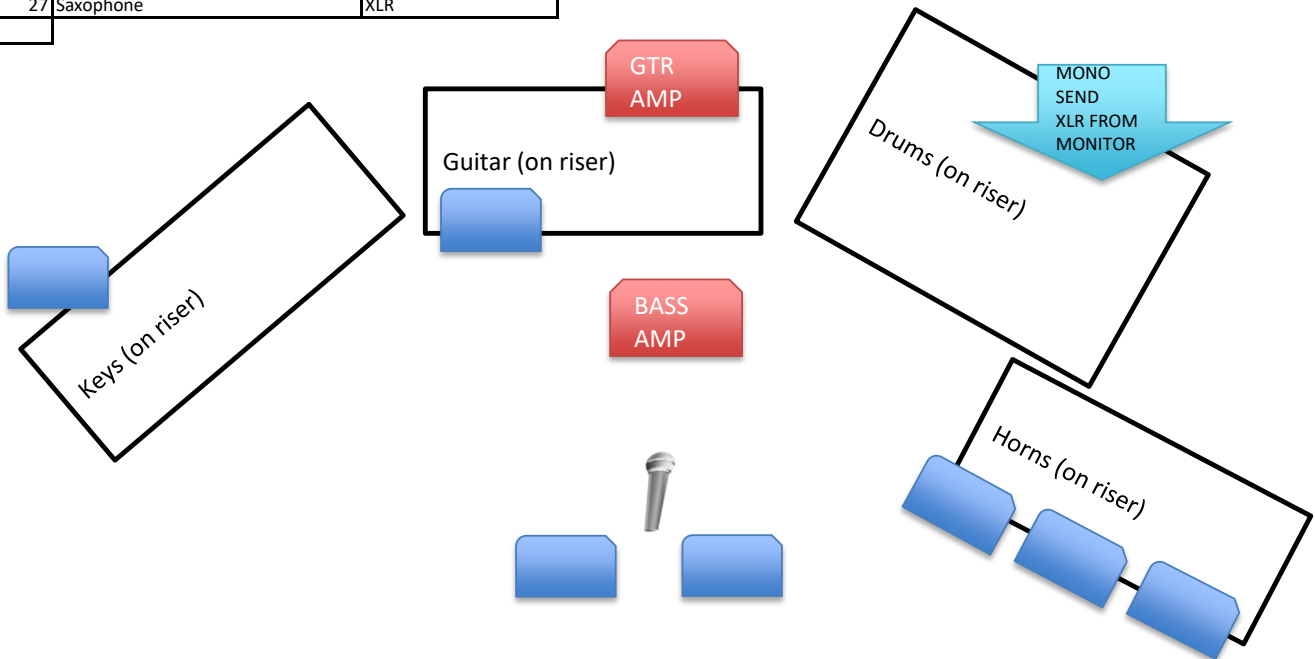 27 Saxophone XLR
GTR
AMP
MONO
SEND
XLR FROM
MONITOR
Drums (on riser)
Guitar (on riser)
BASS
AMP
Keys (on riser)
Horns (on riser)